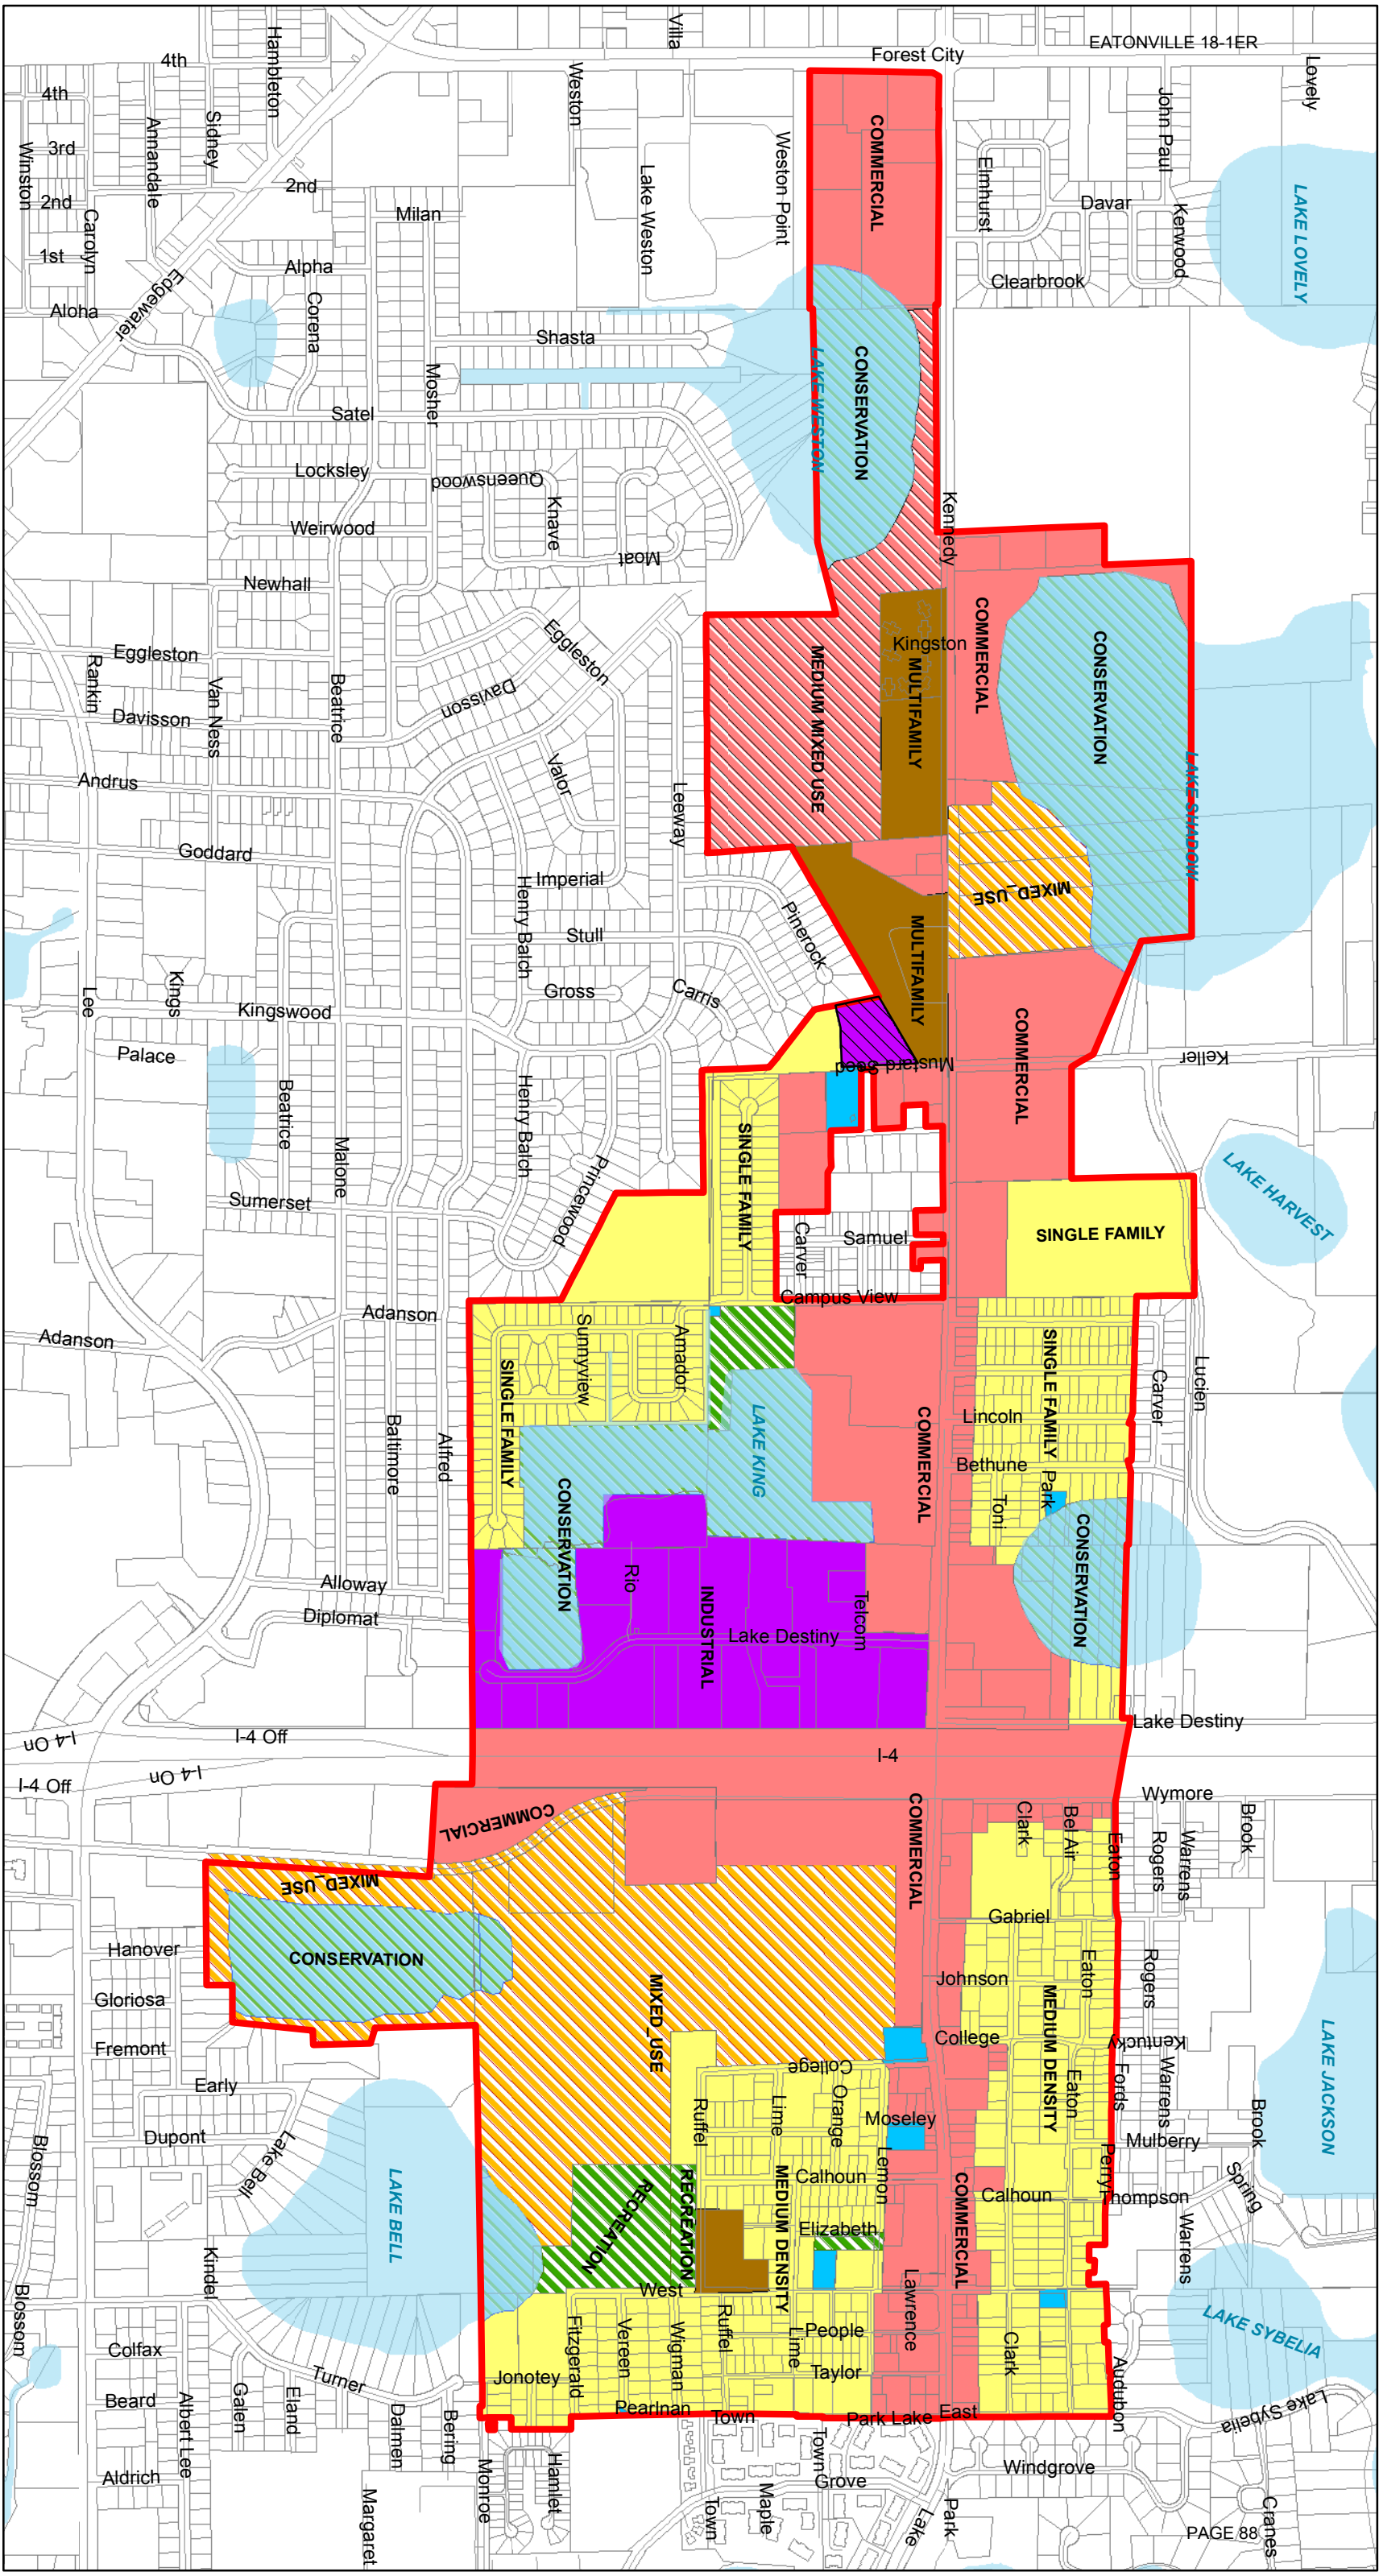 Villa
Forest City
EATONVILLE 18-1ER
Lovely
Hambleton
4th
4th
Weston
Weston Point
COMMERCIAL
John Paul
Annandale
Sidney
3rd
Winston
2nd
2nd
Carolyn
Milan
Lake Weston
Elmhurst
Davar
Kerwood
LAKE LOVELY
1st
Alpha
Clearbrook
Edgewater
Aloha
Corena
Shasta
Mosher
LAKE WESTON
CONSERVATION
Satel
Locksley
Queenswood
Knave
Weirwood
Moat
Kennedy
Newhall
Eggleston
Eggleston
Kingston
COMMERCIAL
CONSERVATION
Rankin
Van Ness
Beatrice
Davisson
Davisson
MEDIUM MIXED USE
MULTIFAMILY
Andrus
Valor
Leeway
LAKE SHADOW
Goddard
Imperial
Henry Balch
MIXED_USE
Stull
Pinerock
MULTIFAMILY
Kings
Lee
Kingswood
Gross
Carris
COMMERCIAL
Palace
Mustard Seed
Keller
Beatrice
Malone
Henry Balch
SINGLE FAMILY
Princewood
LAKE HARVEST
Sumerset
Carver
Samuel
SINGLE FAMILY
Campus View
Adanson
Adanson
Sunnyview
Amador
SINGLE FAMILY
SINGLE FAMILY
Carver
Lucien
LAKE KING
COMMERCIAL
Lincoln
Baltimore
Alfred
Bethune
Park
Toni
CONSERVATION
CONSERVATION
Alloway
Rio
INDUSTRIAL
Telcom
Diplomat
Lake Destiny
Lake Destiny
I-4 On
I-4 Off
I-4
I-4 Off
I-4 On
Wymore
COMMERCIAL
COMMERCIAL
Clark
Bel Air
Eaton
Rogers
Warrens
Brook
MIXED_USE
Gabriel
Hanover
CONSERVATION
Eaton
Rogers
Gloriosa
MIXED_USE
Johnson
MEDIUM DENSITY
Fremont
College
Kentucky
LAKE JACKSON
Early
College
Eaton
Fords
Warrens
Ruffel
Lime
Orange
Moseley
Brook
Dupont
Mulberry
Blossom
Lake Bell
LAKE BELL
RECREATION
RECREATION
MEDIUM DENSITY
Calhoun
Lemon
COMMERCIAL
Calhoun
Perry
Thompson
Spring
Elizabeth
Warrens
Kindel
West
Lawrence
Blossom
Fitzgerald
Vereen
Wigman
Ruffel
Lime
People
Clark
LAKE SYBELIA
Colfax
Turner
Jonotey
Taylor
Audubon
Beard
Albert Lee
Galen
Eland
Dalmen
Bering
Pearlnan
Town
Park Lake
East
Lake Sybelia
Aldrich
Margaret
Monroe
Hamlet
Town
Maple
Town
Grove
Lake
Park
Windgrove
Cranes
PAGE 88